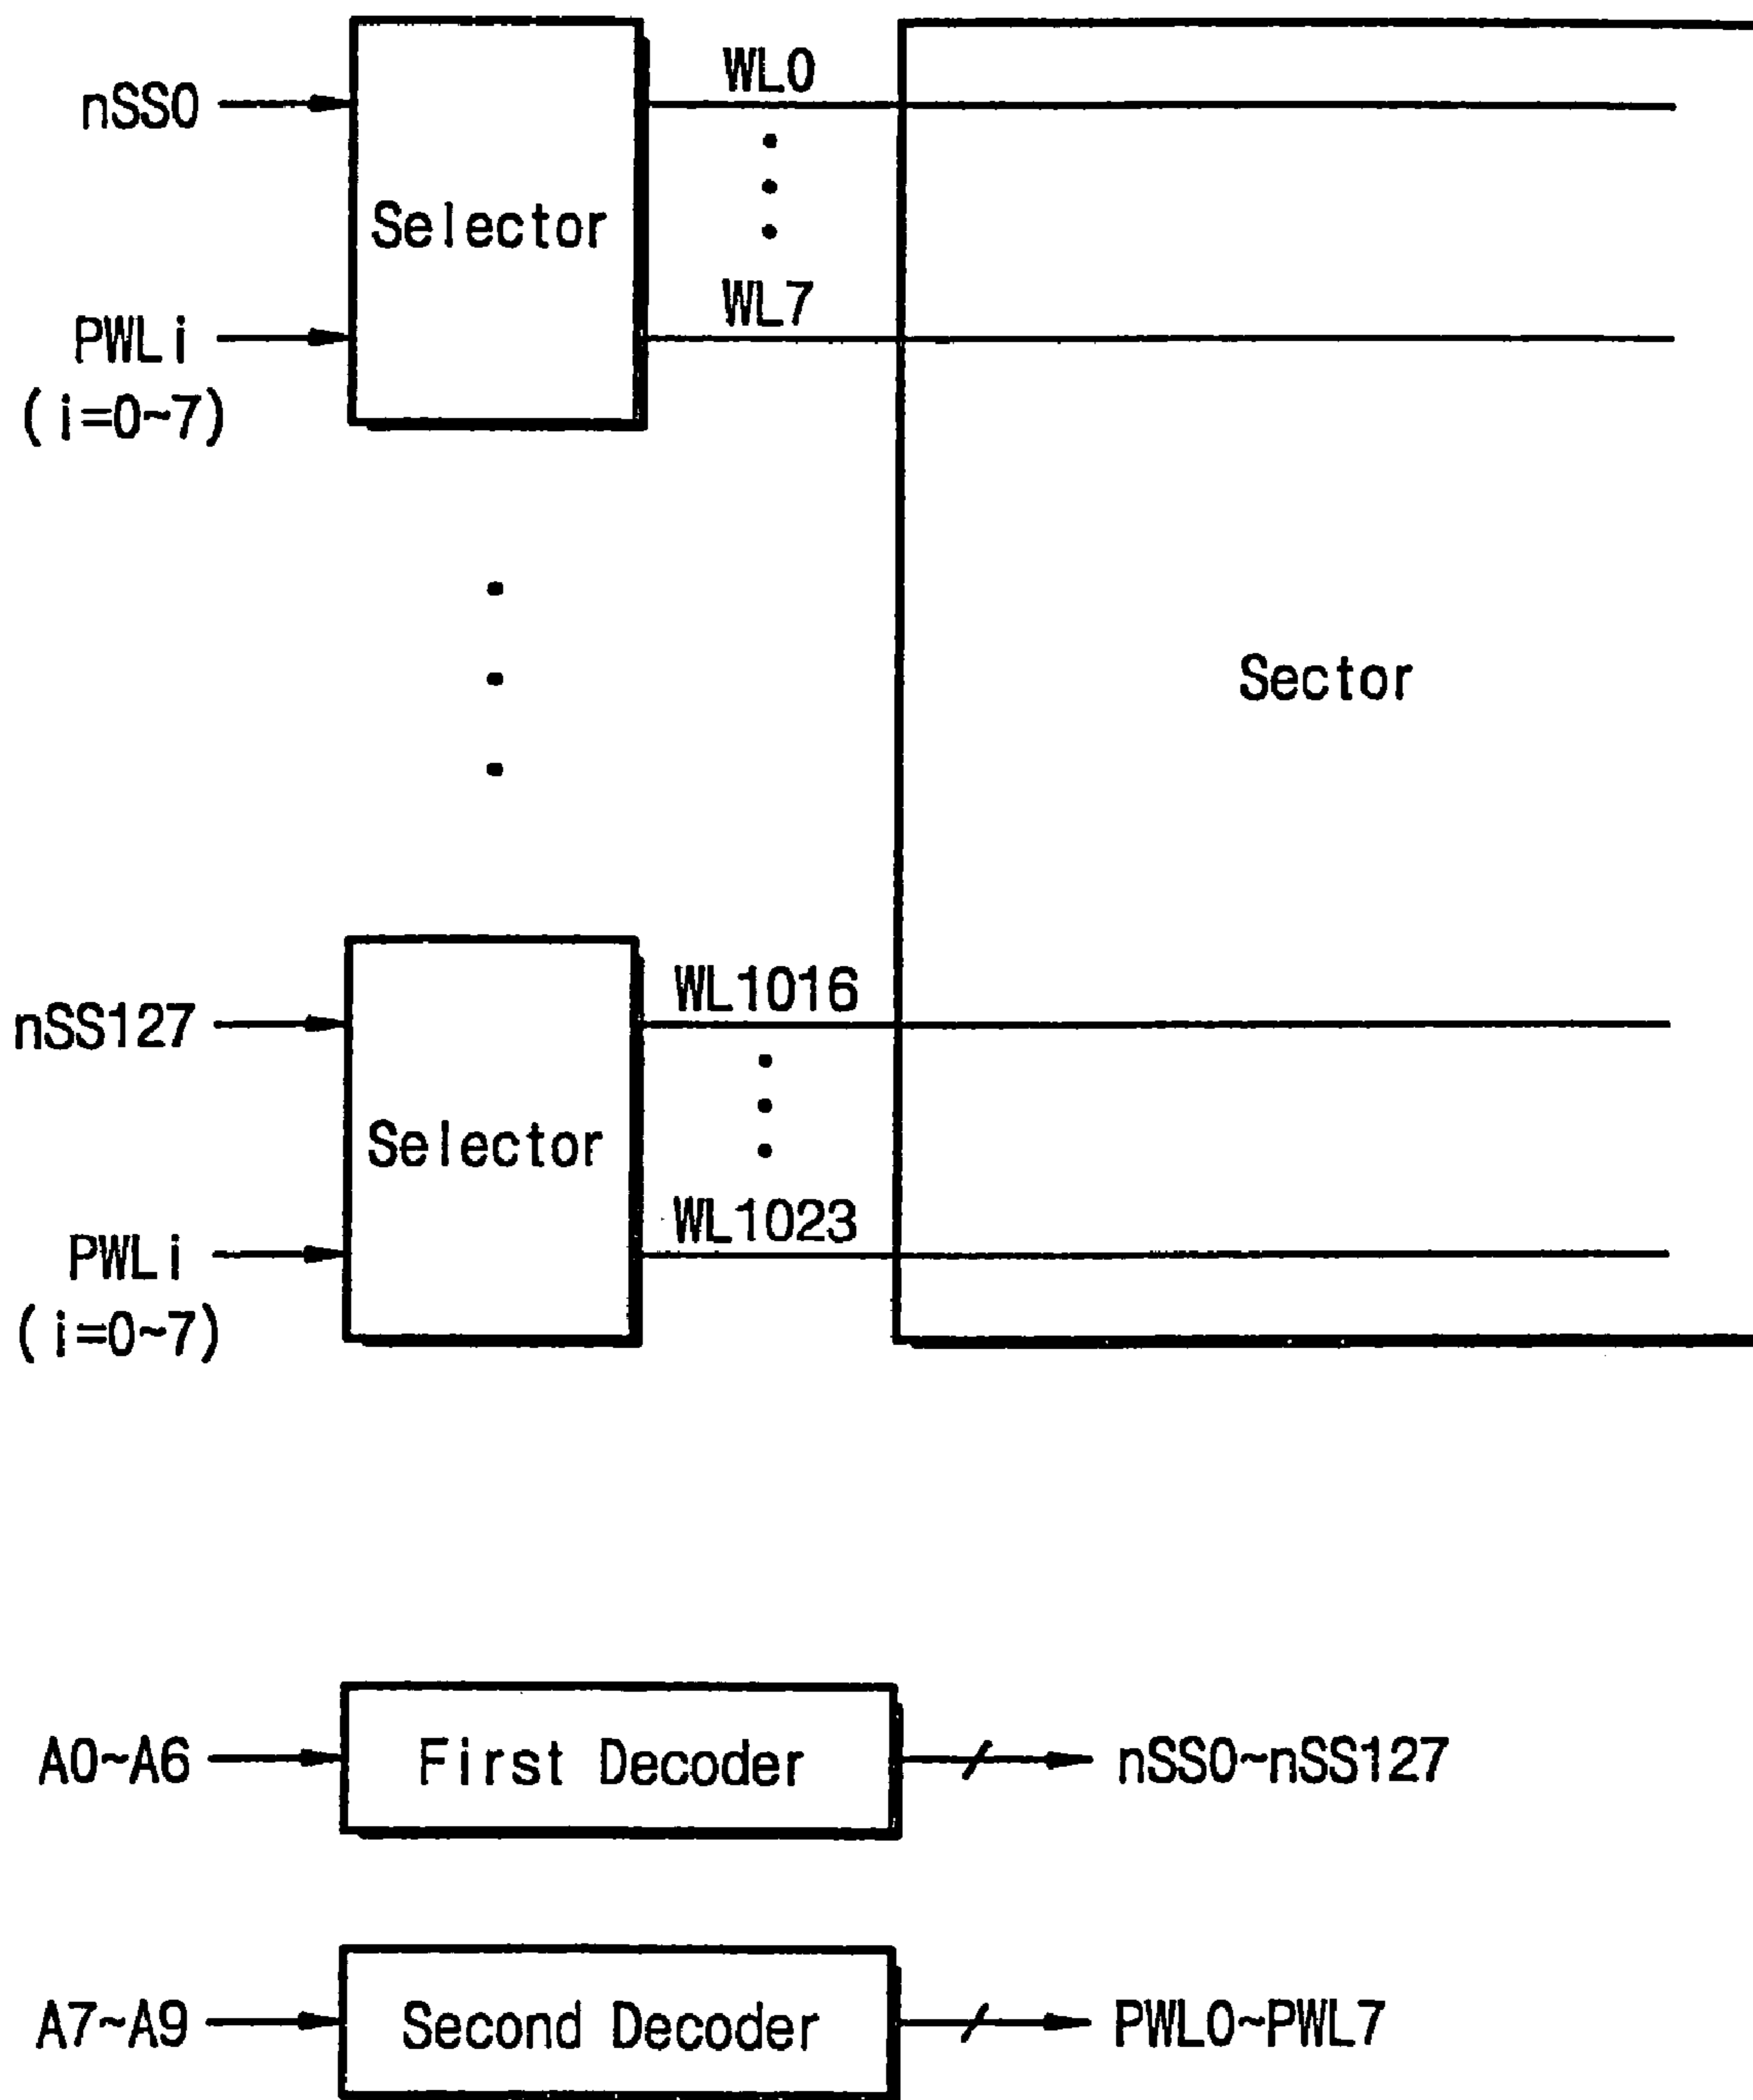 nSS0
WL0
Selector
WL7
PWLi
(i=0~7)
Sector
nSS127
WL1016
Selector
WL1023
PWLi
(i=0~7)
A0~A6
First Decoder
nSS0~nSS127
A7~A9
Second Decoder
PWL0~PWL7